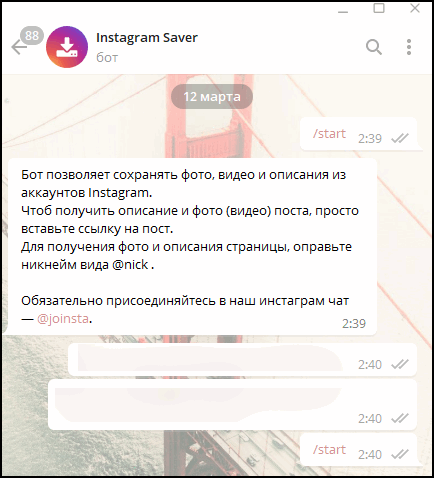 88
Instagram Saver
бот
12 марта
/start 2:39
Бот позволяет сохранять фото, видео и описания из
аккаунтов Instagram.
Чтоб получить описание и фото (видео) поста, просто
вставьте ссылку на пост.
Для получения фото и описания страницы, оправьте
никнейм вида @nick .
Обязательно присоединяйтесь в наш инстаграм чат
— @joinsta.
2:39
2:40
2:40
/start 2:40